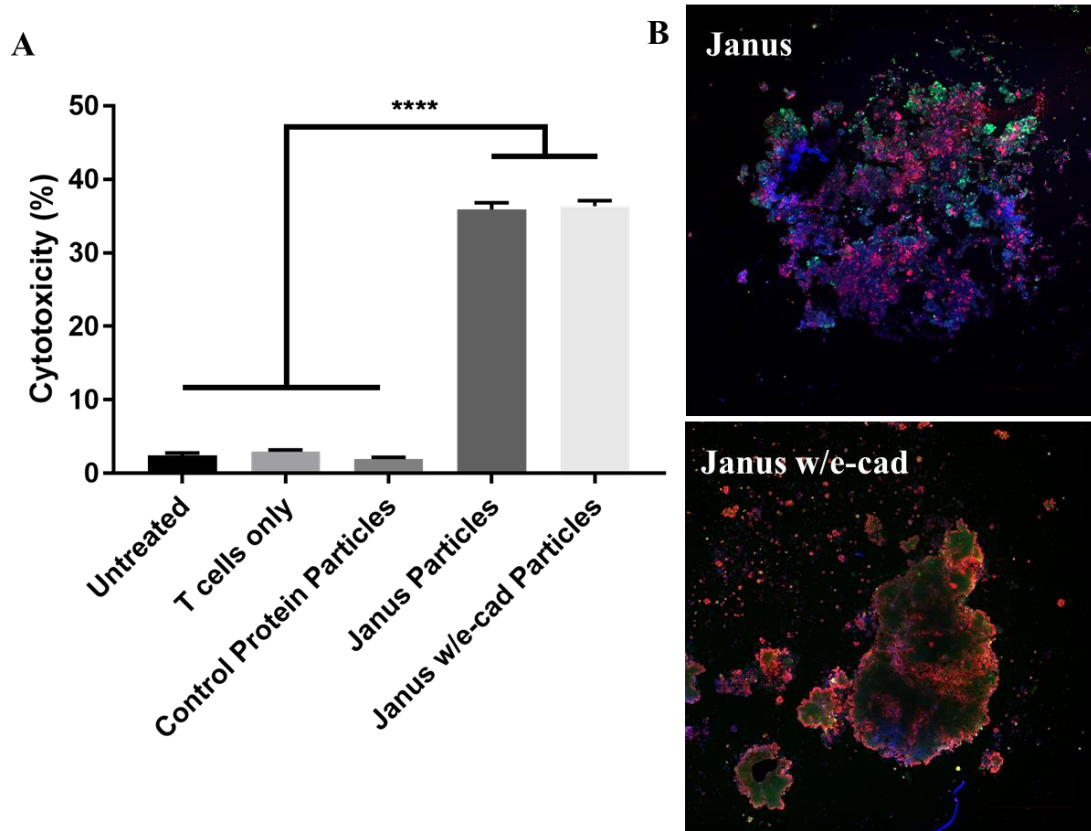 A
B
Janus
****
50
40
30
20
10
0
Cytotoxicity (%)
Untreated
T cells only
Control Protein Particles
Janus Particles
Janus w/e-cad Particles
Janus w/e-cad